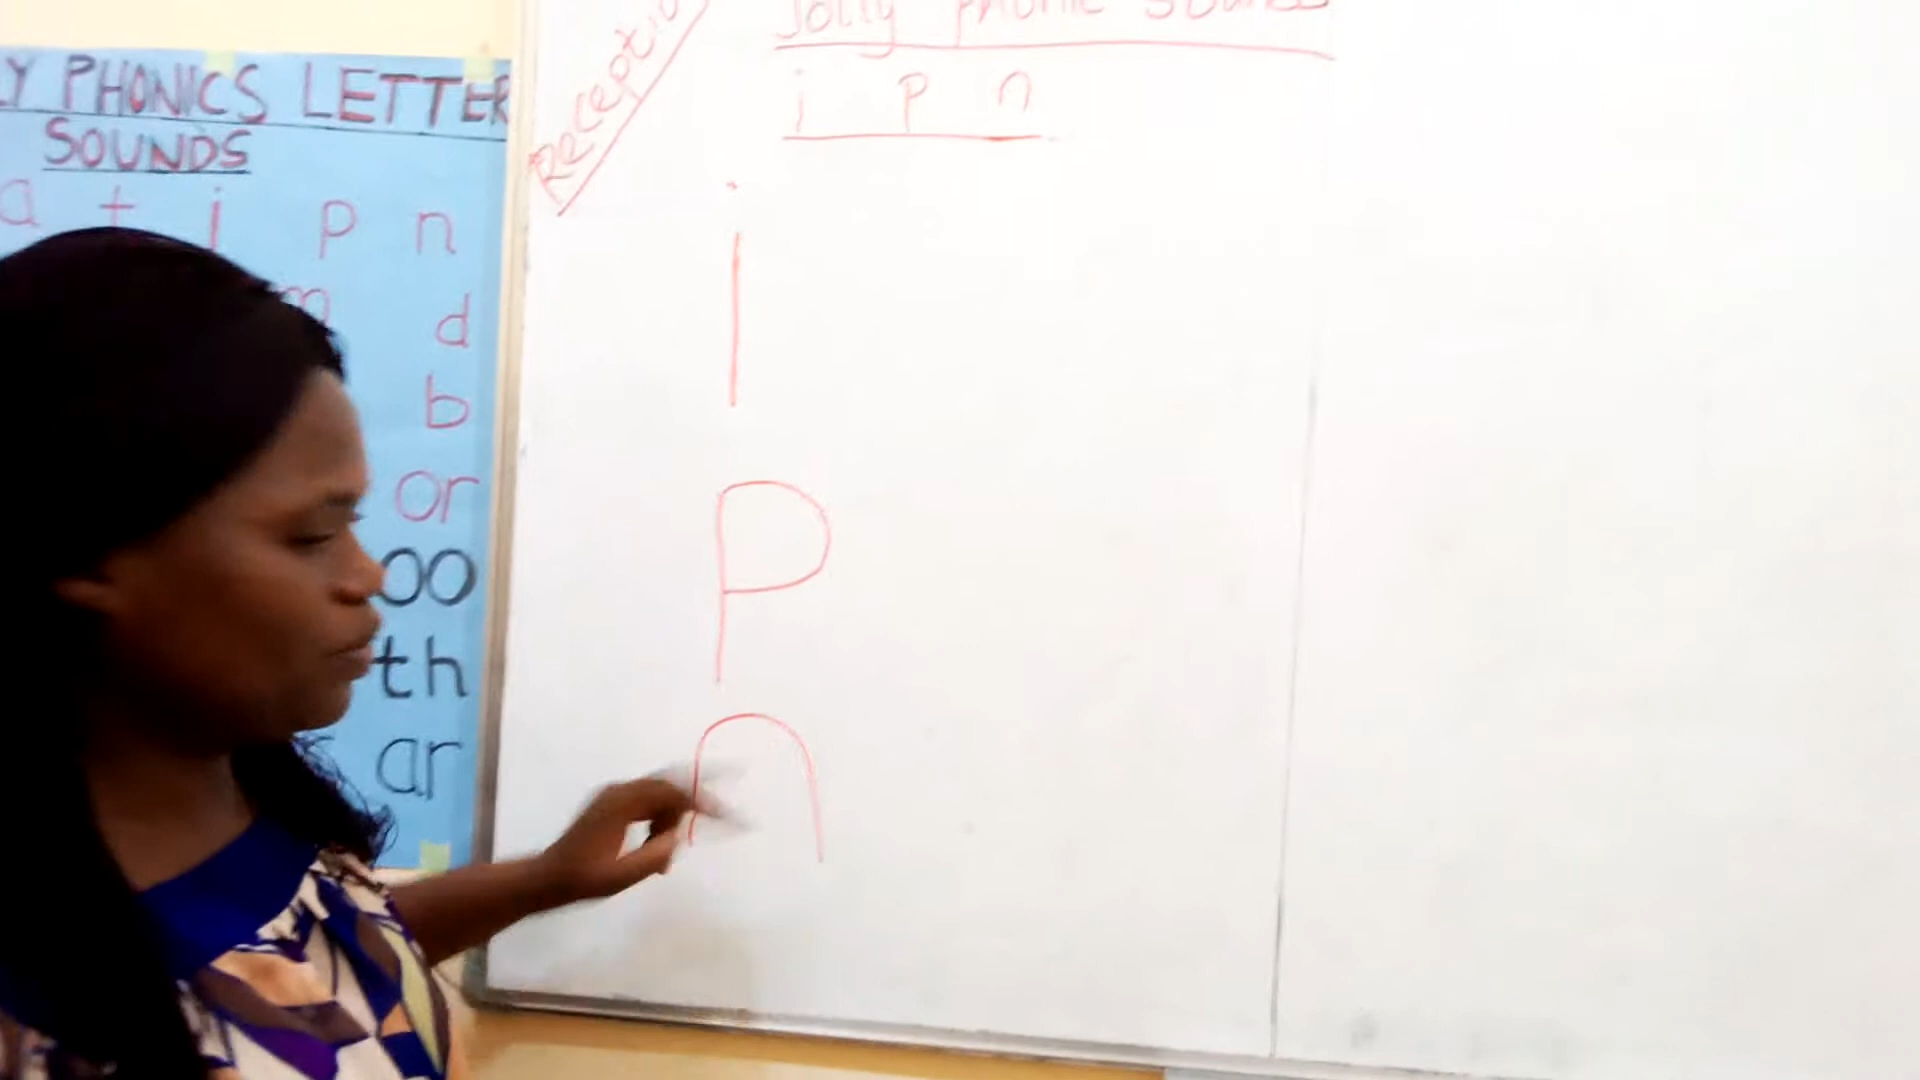 LY PHONICS LETTER
SOUNDS
a t i p n
m d
b
or
oo
th
ar
Reception
Jolly Phonic Sounds
i p n
i
p
n